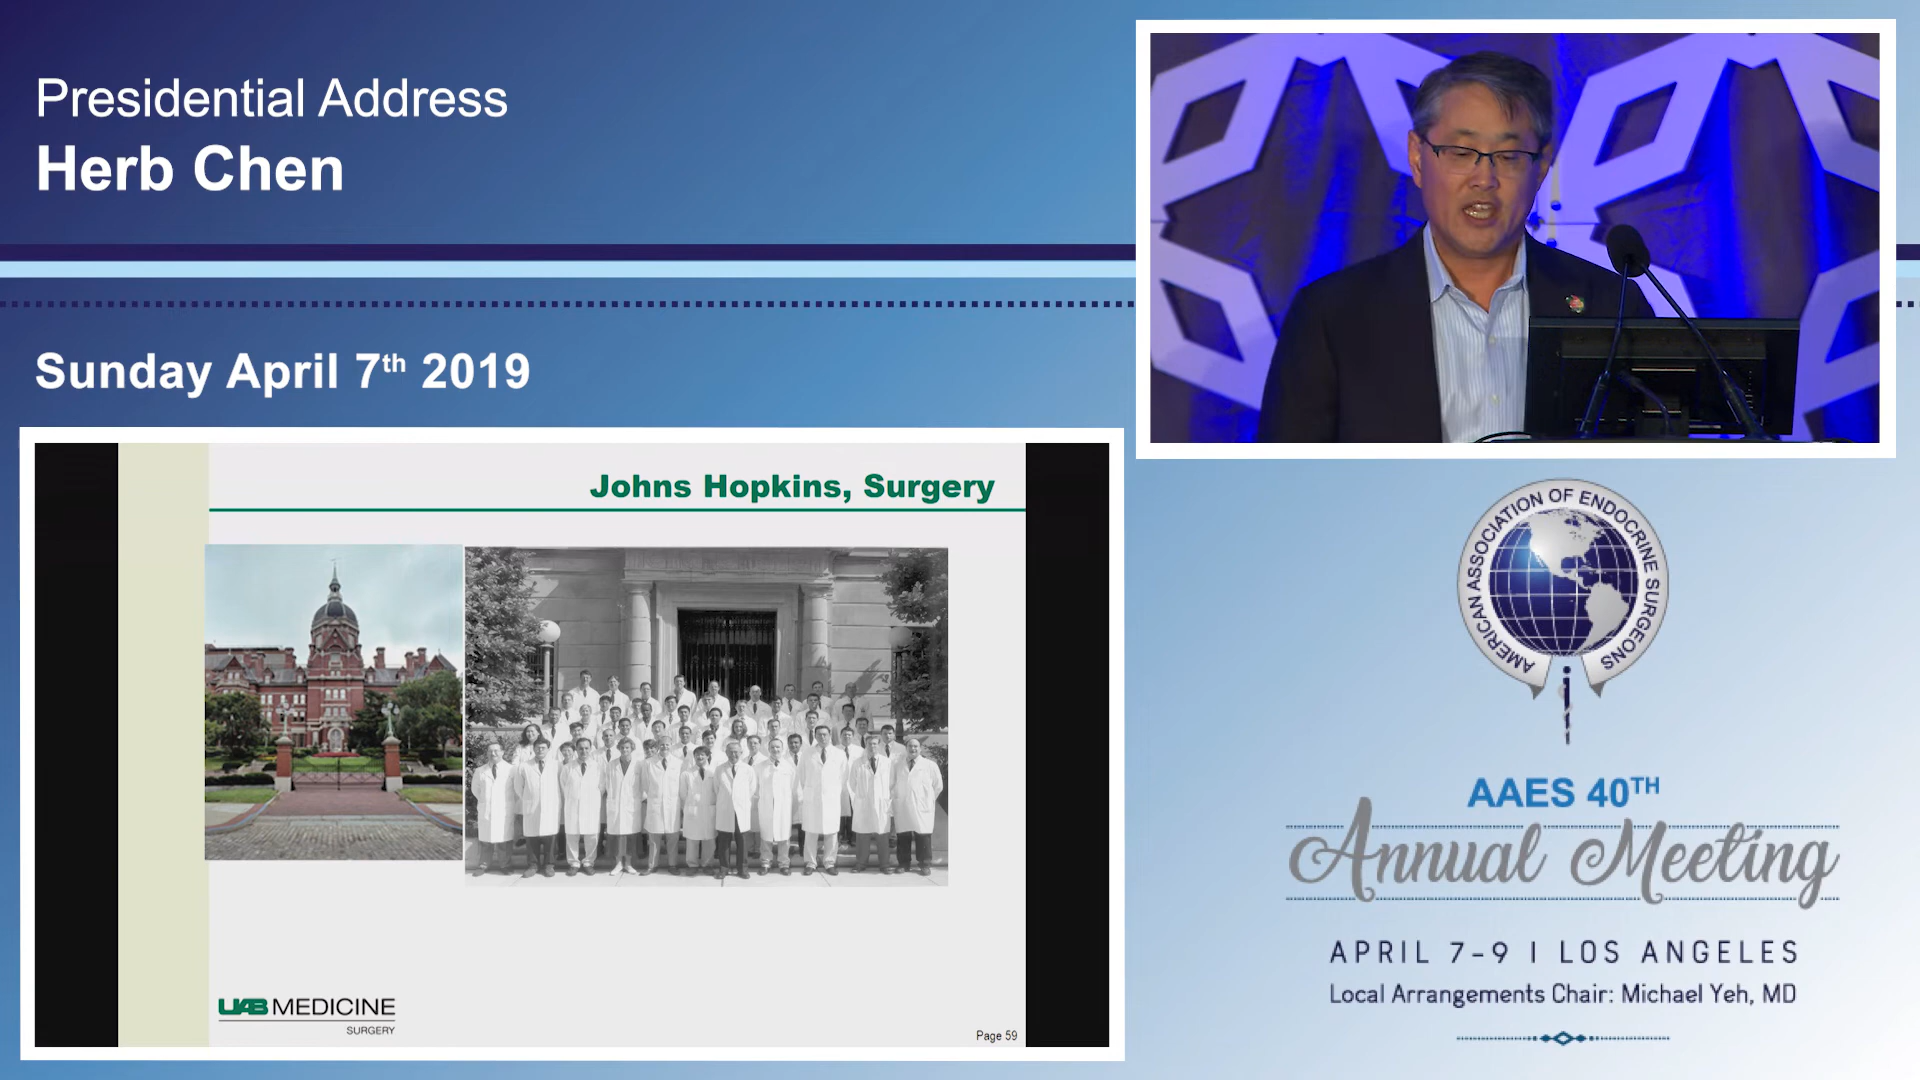 Presidential Address
Herb Chen
Sunday April 7th 2019
Johns Hopkins, Surgery
UAB MEDICINE
SURGERY
Page 59
AMERICAN ASSOCIATION OF ENDOCRINE SURGEONS
AAES 40TH
Annual Meeting
APRIL 7-9 | LOS ANGELES
Local Arrangements Chair: Michael Yeh, MD